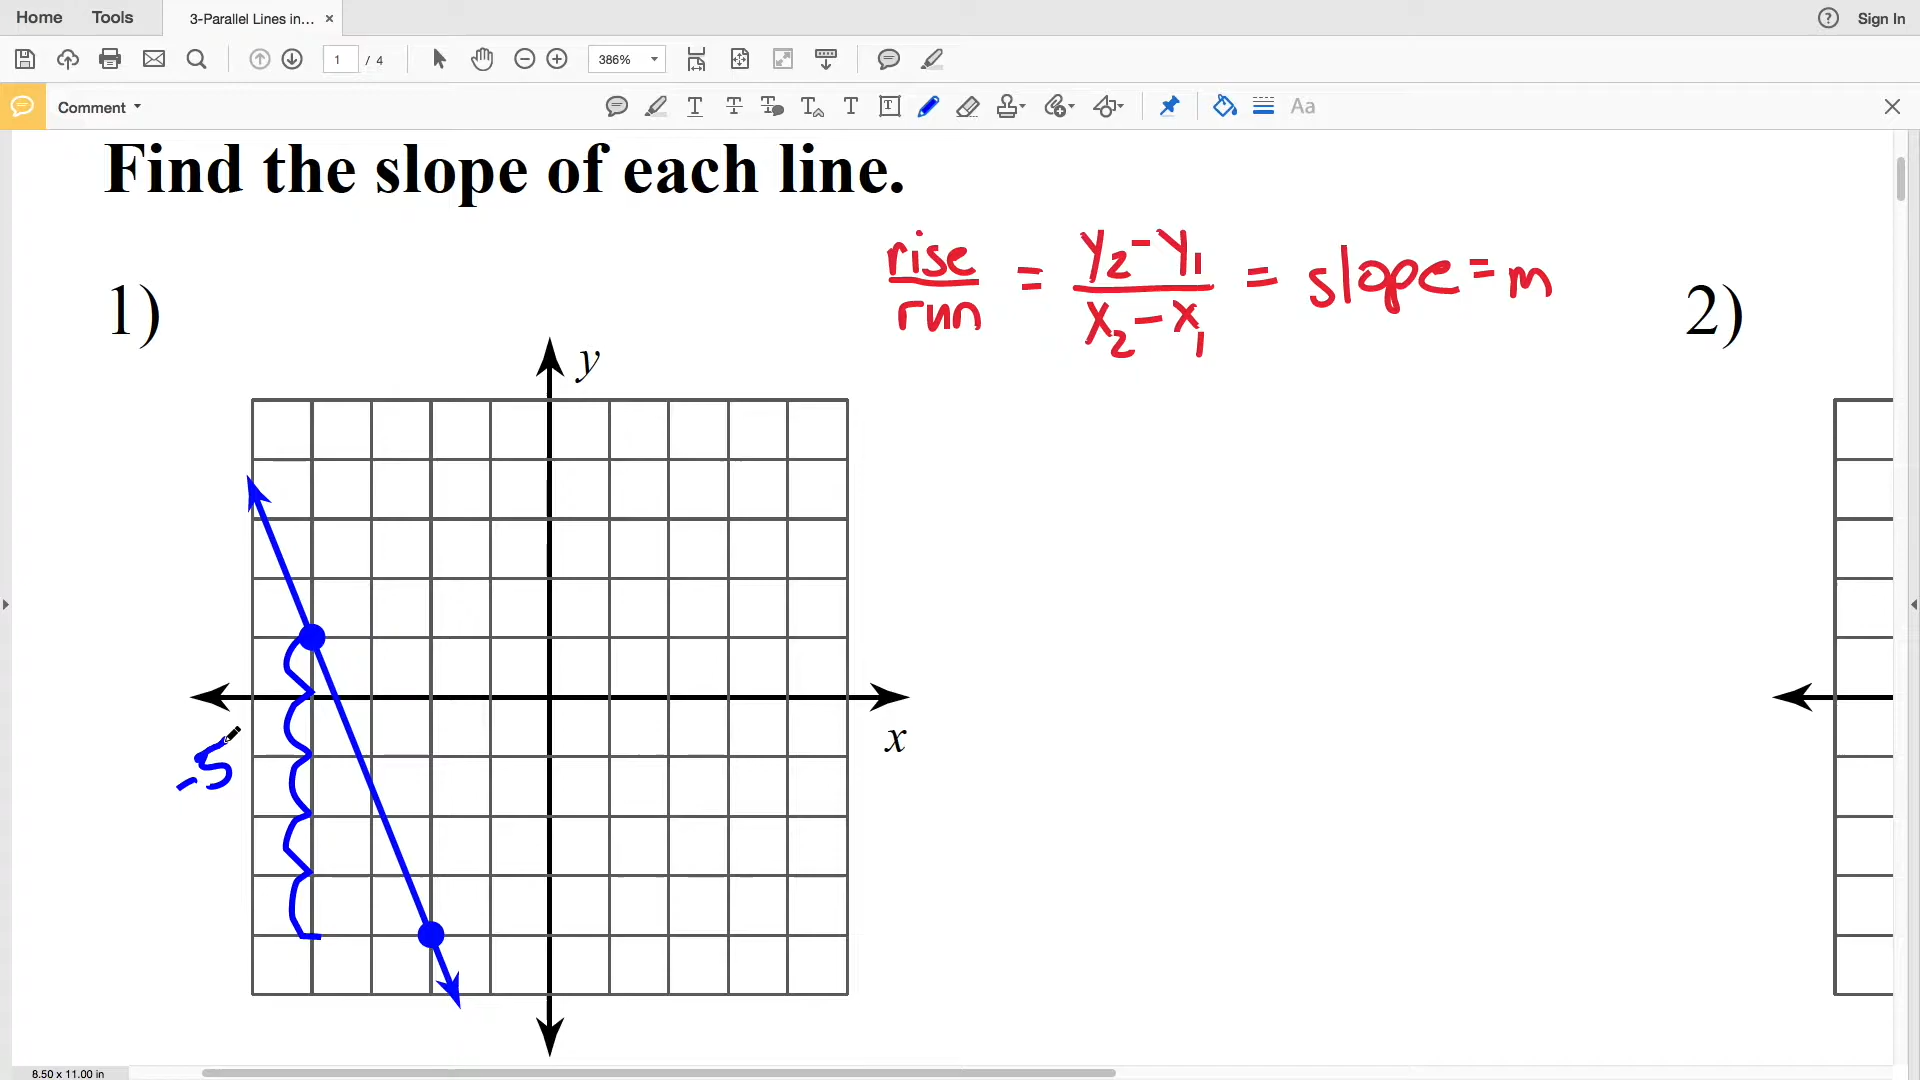 Home Tools 3-Parallel Lines in... × ? Sign In
1 / 4 386%
Comment T T T T T T Aa
Find the slope of each line.
rise/run = y₂-y₁/x₂-x₁ = slope = m
1) 2)
y
x
-5
8.50 x 11.00 in